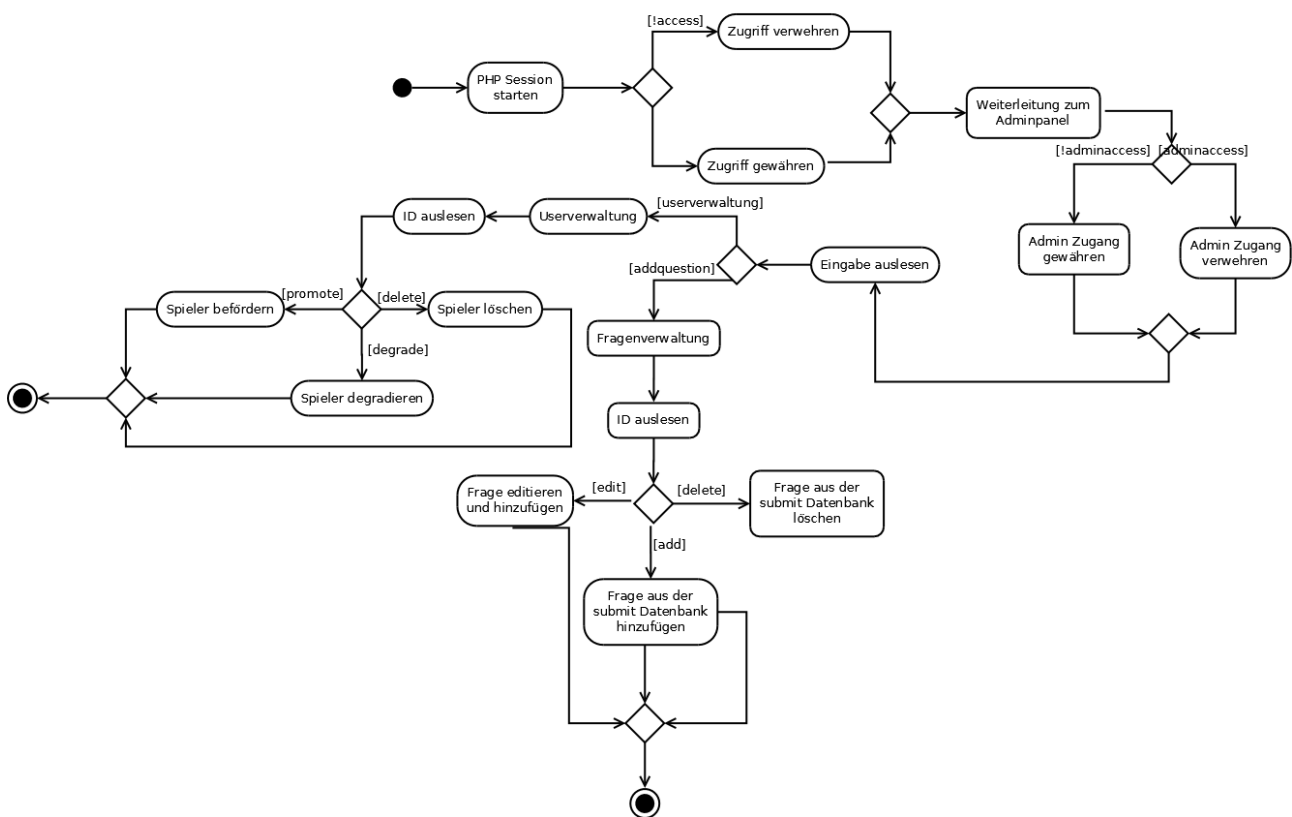 [!access]
Zugriff verwehren
PHP Session
starten
Weiterleitung zum
Adminpanel
Zugriff gewähren
[!adminaccess]
[adminaccess]
[userverwaltung]
ID auslesen
Userverwaltung
Admin Zugang
gewähren
Admin Zugang
verwehren
[addquestion]
Eingabe auslesen
[promote]
[delete]
Spieler befördern
Spieler löschen
[degrade]
Fragenverwaltung
Spieler degradieren
ID auslesen
Frage editieren
und hinzufügen
[edit]
[delete]
Frage aus der
submit Datenbank
löschen
[add]
Frage aus der
submit Datenbank
hinzufügen